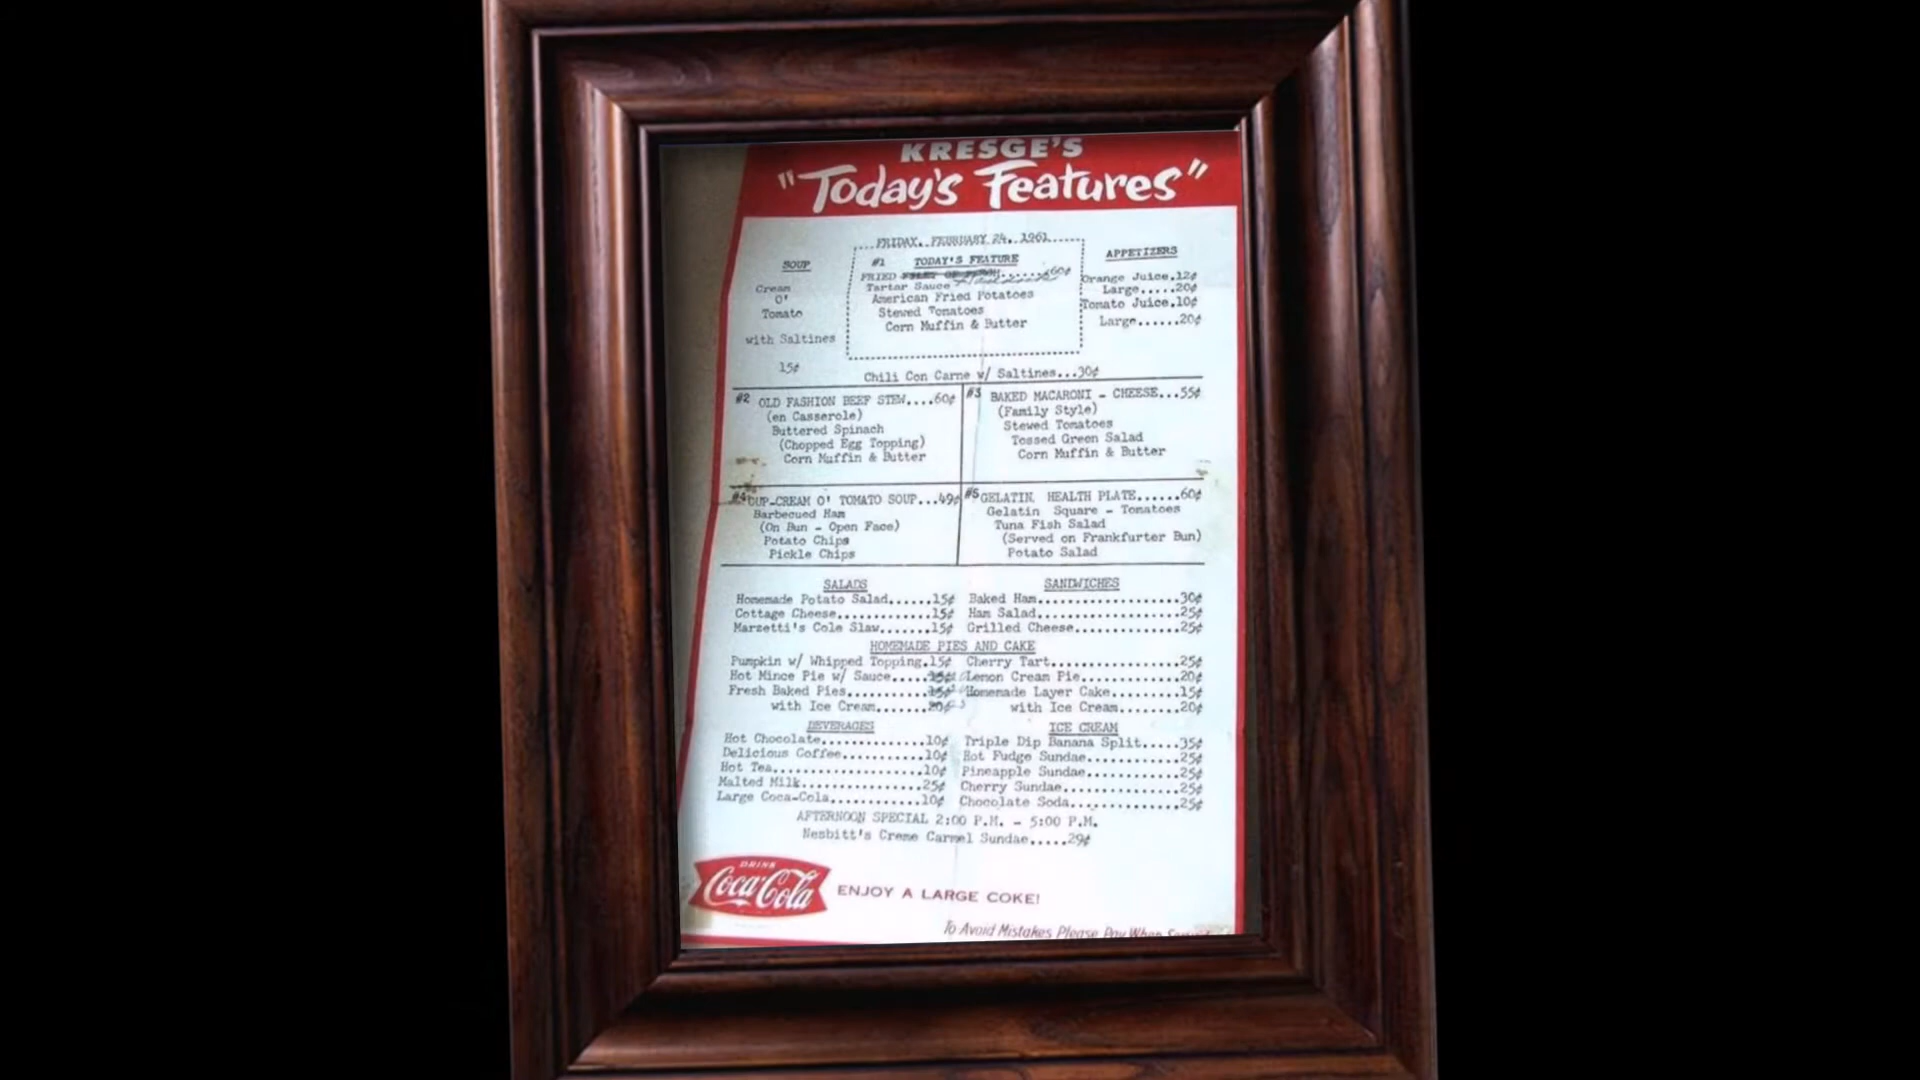 KRESGE'S
"Today's Features"
FRIDAY, FEBRUARY 24, 1961
SOUP
Cream
O'
Tomato
with Saltines
15¢
#1 TODAY'S FEATURE
FRIED FILET OF PERCH......60¢
Tartar Sauce
American Fried Potatoes
Stewed Tomatoes
Corn Muffin & Butter
APPETIZERS
Orange Juice.12¢
Large.....20¢
Tomato Juice.10¢
Large......20¢
Chili Con Carne w/ Saltines...30¢
#2 OLD FASHION BEEF STEW....60¢
(en Casserole)
Buttered Spinach
(Chopped Egg Topping)
Corn Muffin & Butter
#3 BAKED MACARONI - CHEESE...55¢
(Family Style)
Stewed Tomatoes
Tossed Green Salad
Corn Muffin & Butter
#4 CUP-CREAM O' TOMATO SOUP...49¢
Barbecued Ham
(On Bun - Open Face)
Potato Chips
Pickle Chips
#5 GELATIN HEALTH PLATE......60¢
Gelatin Square - Tomatoes
Tuna Fish Salad
(Served on Frankfurter Bun)
Potato Salad
SALADS
Homemade Potato Salad......15¢
Cottage Cheese............15¢
Marzetti's Cole Slaw.......15¢
SANDWICHES
Baked Ham...................30¢
Ham Salad...................25¢
Grilled Cheese..............25¢
HOMEMADE PIES AND CAKE
Pumpkin w/ Whipped Topping.15¢
Hot Mince Pie w/ Sauce.....15¢
Fresh Baked Pies...........15¢
with Ice Cream.......20¢
Cherry Tart.................25¢
Lemon Cream Pie.............20¢
Homemade Layer Cake.........15¢
with Ice Cream........20¢
BEVERAGES
Hot Chocolate..............10¢
Delicious Coffee...........10¢
Hot Tea....................10¢
Malted Milk................25¢
Large Coca-Cola............10¢
ICE CREAM
Triple Dip Banana Split.....35¢
Hot Fudge Sundae............25¢
Pineapple Sundae............25¢
Cherry Sundae...............25¢
Chocolate Soda..............25¢
AFTERNOON SPECIAL 2:00 P.M. - 5:00 P.M.
Nesbitt's Creme Carmel Sundae.....29¢
DRINK
Coca-Cola
ENJOY A LARGE COKE!
To Avoid Mistakes Please Pay When